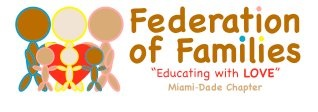 Federation
of Families
"Educating with LOVE"
Miami-Dade Chapter